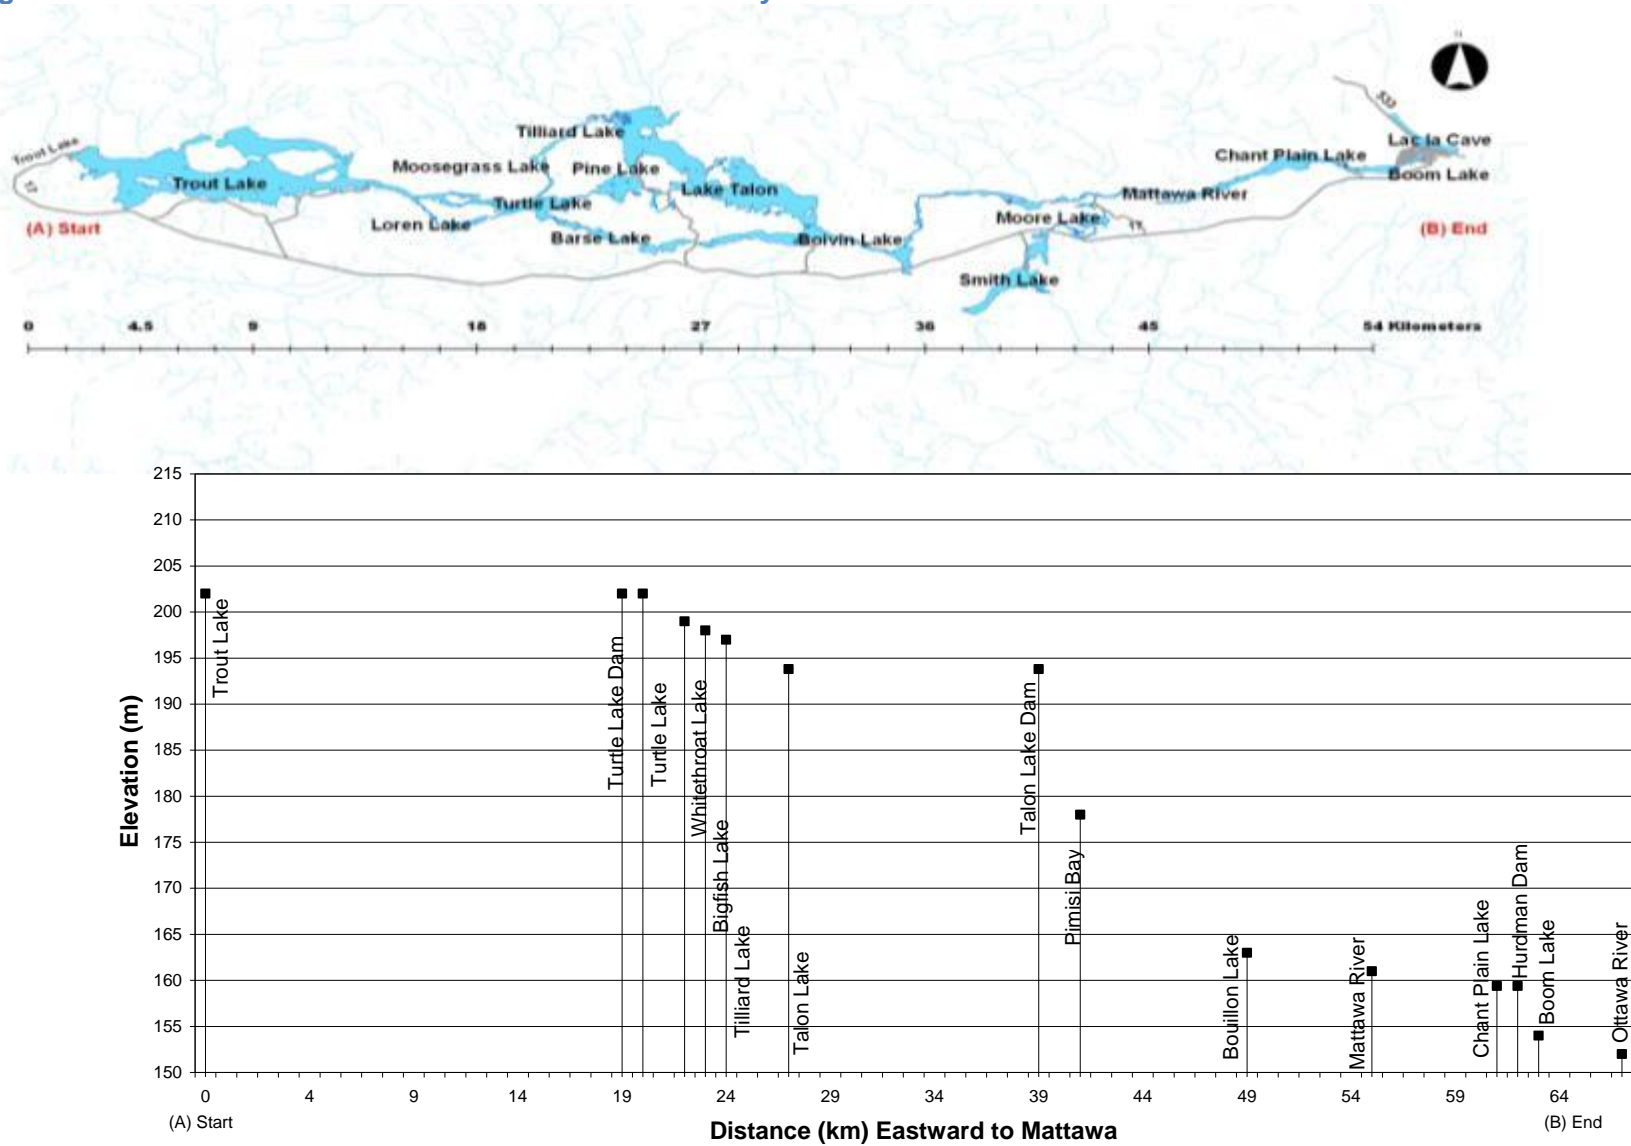 Trout Lake
17
Trout Lake
(A) Start
Tilliard Lake
Moosegrass Lake
Pine Lake
Loren Lake
Turtle Lake
Lake Talon
Barse Lake
Boivin Lake
Moore Lake
17
Smith Lake
Mattawa River
Chant Plain Lake
533
Lac la Cave
Boom Lake
(B) End
0 4.5 9 18 27 36 45 54 Kilometers
215
210
205
200
195
190
185
180
175
170
165
160
155
150
Elevation (m)
Trout Lake
Turtle Lake Dam
Turtle Lake
Whitethroat Lake
Bigfish Lake
Tilliard Lake
Talon Lake
Talon Lake Dam
Pimisi Bay
Bouillon Lake
Mattawa River
Chant Plain Lake
Hurdman Dam
Boom Lake
Ottawa River
0 4 9 14 19 24 29 34 39 44 49 54 59 64
(A) Start
(B) End
Distance (km) Eastward to Mattawa